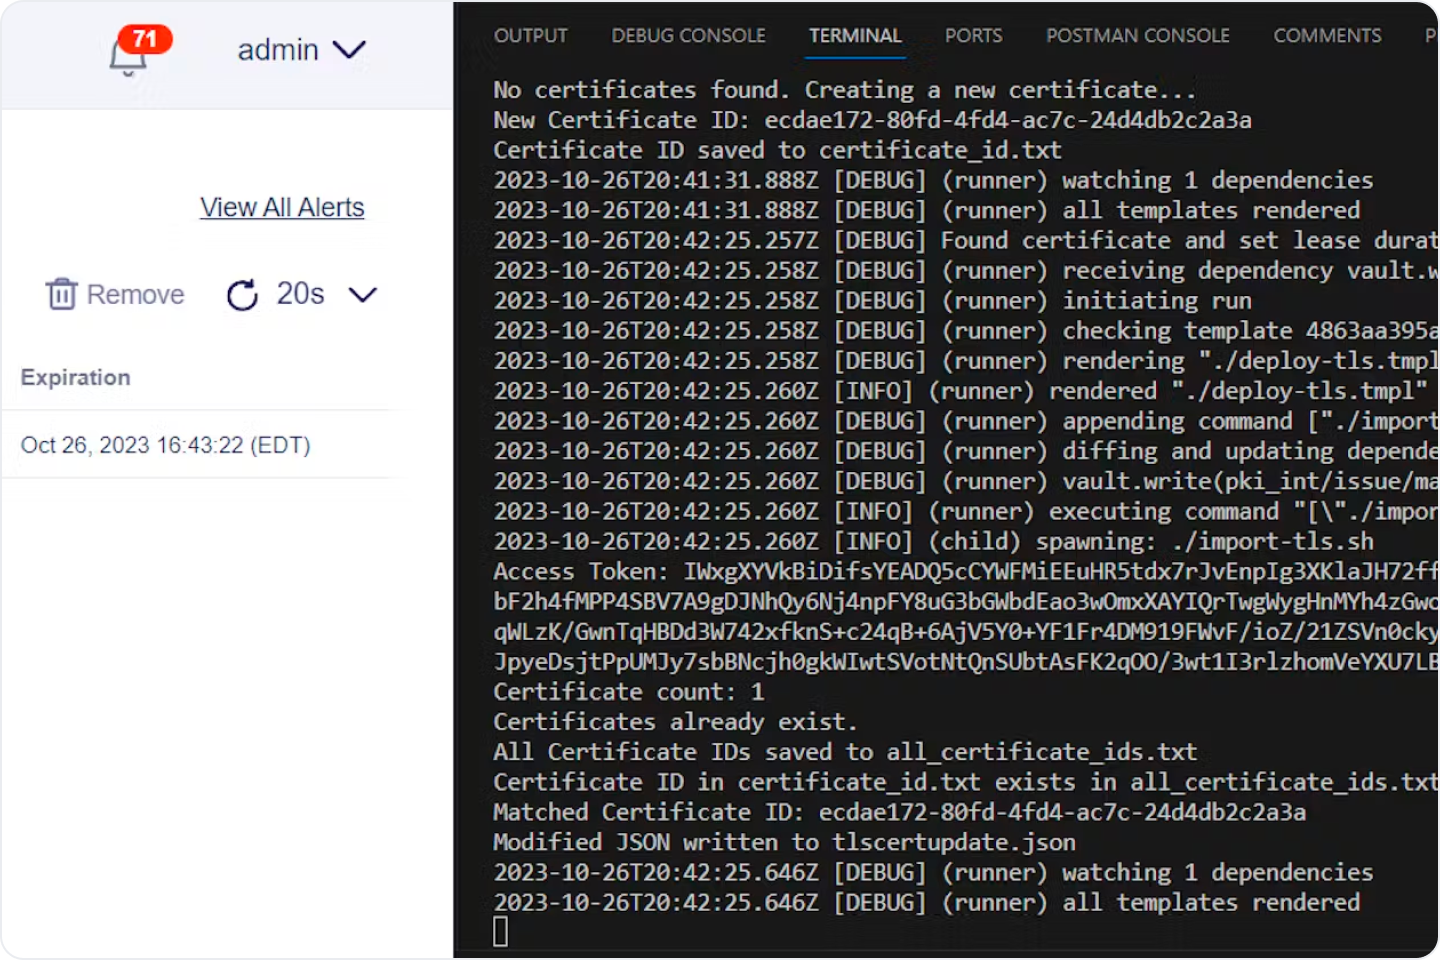 71
admin
View All Alerts
Remove
20s
Expiration
Oct 26, 2023 16:43:22 (EDT)
OUTPUT DEBUG CONSOLE TERMINAL PORTS POSTMAN CONSOLE COMMENTS P
No certificates found. Creating a new certificate...
New Certificate ID: ecdae172-80fd-4fd4-ac7c-24d4db2c2a3a
Certificate ID saved to certificate_id.txt
2023-10-26T20:41:31.888Z [DEBUG] (runner) watching 1 dependencies
2023-10-26T20:41:31.888Z [DEBUG] (runner) all templates rendered
2023-10-26T20:42:25.257Z [DEBUG] Found certificate and set lease durat
2023-10-26T20:42:25.258Z [DEBUG] (runner) receiving dependency vault.w
2023-10-26T20:42:25.258Z [DEBUG] (runner) initiating run
2023-10-26T20:42:25.258Z [DEBUG] (runner) checking template 4863aa395a
2023-10-26T20:42:25.258Z [DEBUG] (runner) rendering "./deploy-tls.tmpl
2023-10-26T20:42:25.260Z [INFO] (runner) rendered "./deploy-tls.tmpl"
2023-10-26T20:42:25.260Z [DEBUG] (runner) appending command ["./import
2023-10-26T20:42:25.260Z [DEBUG] (runner) diffing and updating depende
2023-10-26T20:42:25.260Z [DEBUG] (runner) vault.write(pki_int/issue/ma
2023-10-26T20:42:25.260Z [INFO] (runner) executing command "[\"./impor
2023-10-26T20:42:25.260Z [INFO] (child) spawning: ./import-tls.sh
Access Token: IWxgXYVkBiDifsYEADQ5cCYWFMiEEuHR5tdx7rJvEnpIg3XKlaJH72ff
bF2h4fMPP4SBV7A9gDJNhQy6Nj4npFY8uG3bGWbdEao3wOmxXAYIQrTwgWygHnMYh4zGwo
qWLzK/GwnTqHBDd3W742xfknS+c24qB+6AjV5Y0+YF1Fr4DM919FWvF/ioZ/21ZSVn0cky
JpyeDsjtPpUMJy7sbBNcjh0gkWIwtSVotNtQnSUbtAsFK2qOO/3wt1I3rlzhomVeYXU7LB
Certificate count: 1
Certificates already exist.
All Certificate IDs saved to all_certificate_ids.txt
Certificate ID in certificate_id.txt exists in all_certificate_ids.txt
Matched Certificate ID: ecdae172-80fd-4fd4-ac7c-24d4db2c2a3a
Modified JSON written to tlscertupdate.json
2023-10-26T20:42:25.646Z [DEBUG] (runner) watching 1 dependencies
2023-10-26T20:42:25.646Z [DEBUG] (runner) all templates rendered